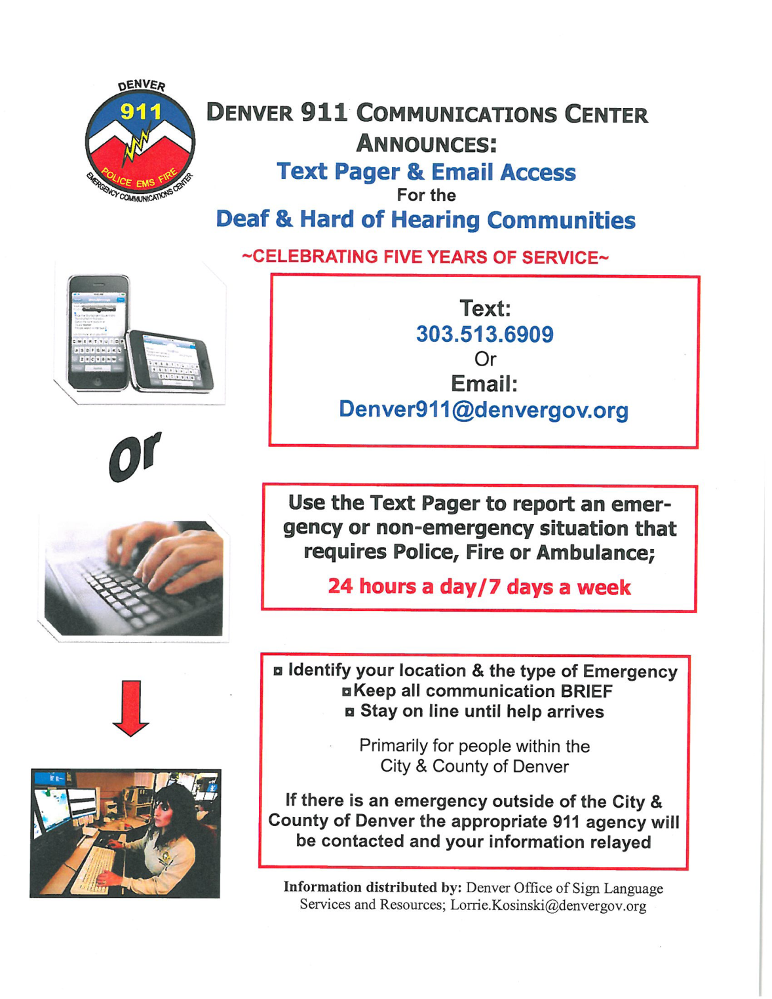 DENVER
911
POLICE EMS FIRE
EMERGENCY COMMUNICATIONS CENTER
DENVER 911 COMMUNICATIONS CENTER
ANNOUNCES:
Text Pager & Email Access
For the
Deaf & Hard of Hearing Communities
~CELEBRATING FIVE YEARS OF SERVICE~
Text:
303.513.6909
Or
Email:
Denver911@denvergov.org
or
Use the Text Pager to report an emer-
gency or non-emergency situation that
requires Police, Fire or Ambulance;
24 hours a day/7 days a week
◘ Identify your location & the type of Emergency
◘Keep all communication BRIEF
◘ Stay on line until help arrives
Primarily for people within the
City & County of Denver
If there is an emergency outside of the City &
County of Denver the appropriate 911 agency will
be contacted and your information relayed
Information distributed by: Denver Office of Sign Language
Services and Resources; Lorrie.Kosinski@denvergov.org